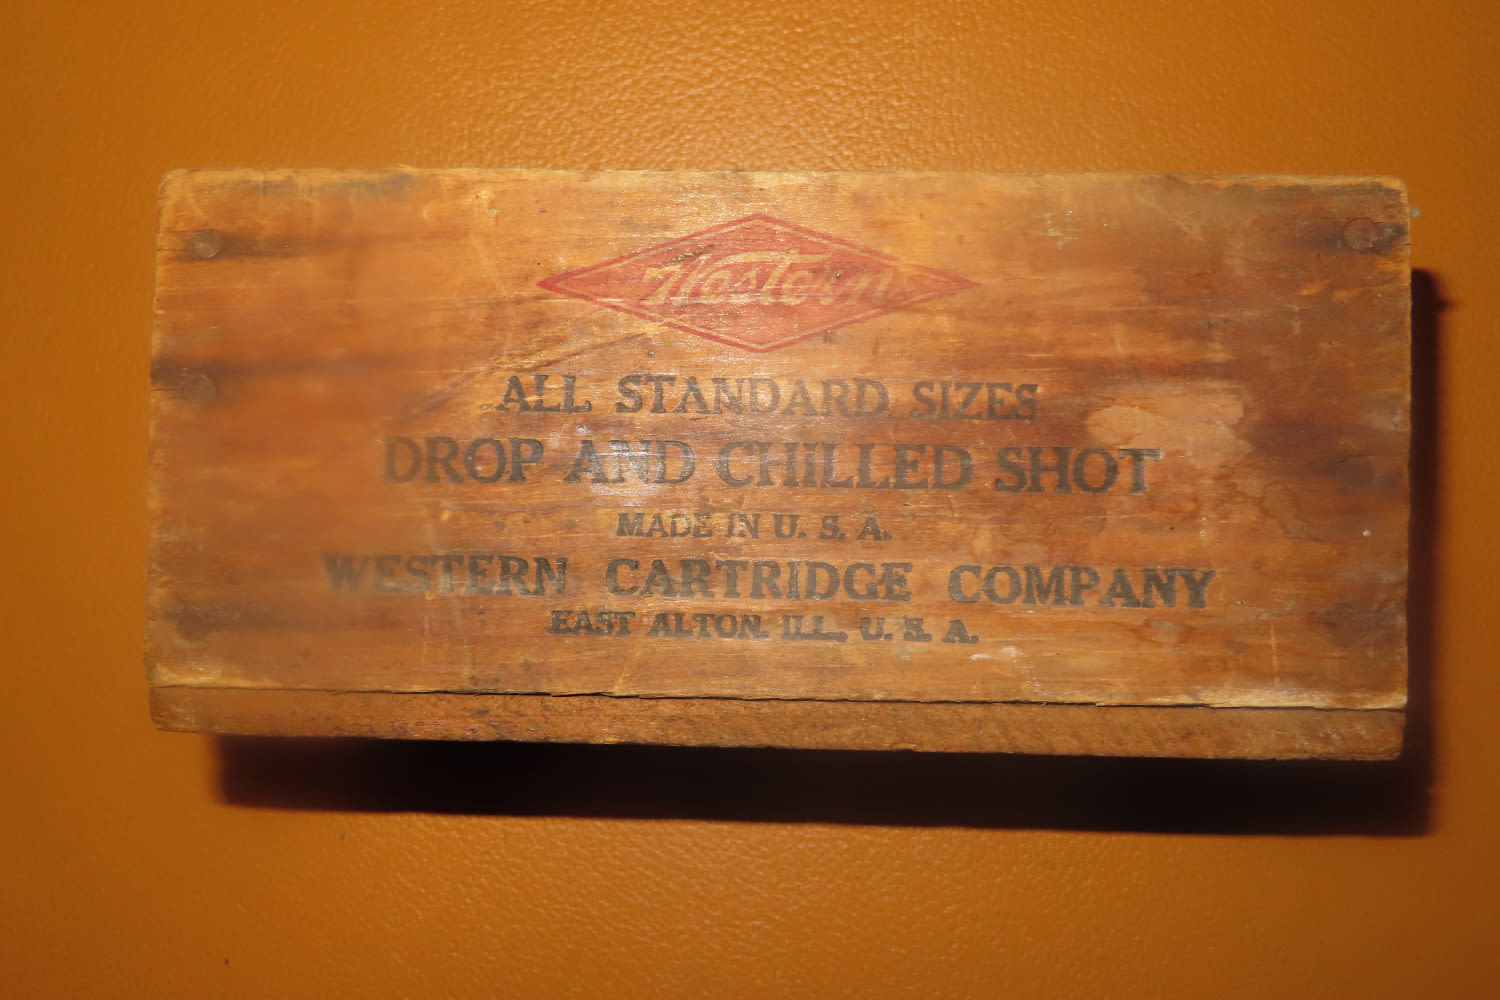 Western
ALL STANDARD SIZES
DROP AND CHILLED SHOT
MADE IN U. S. A.
WESTERN CARTRIDGE COMPANY
EAST ALTON, ILL., U. S. A.